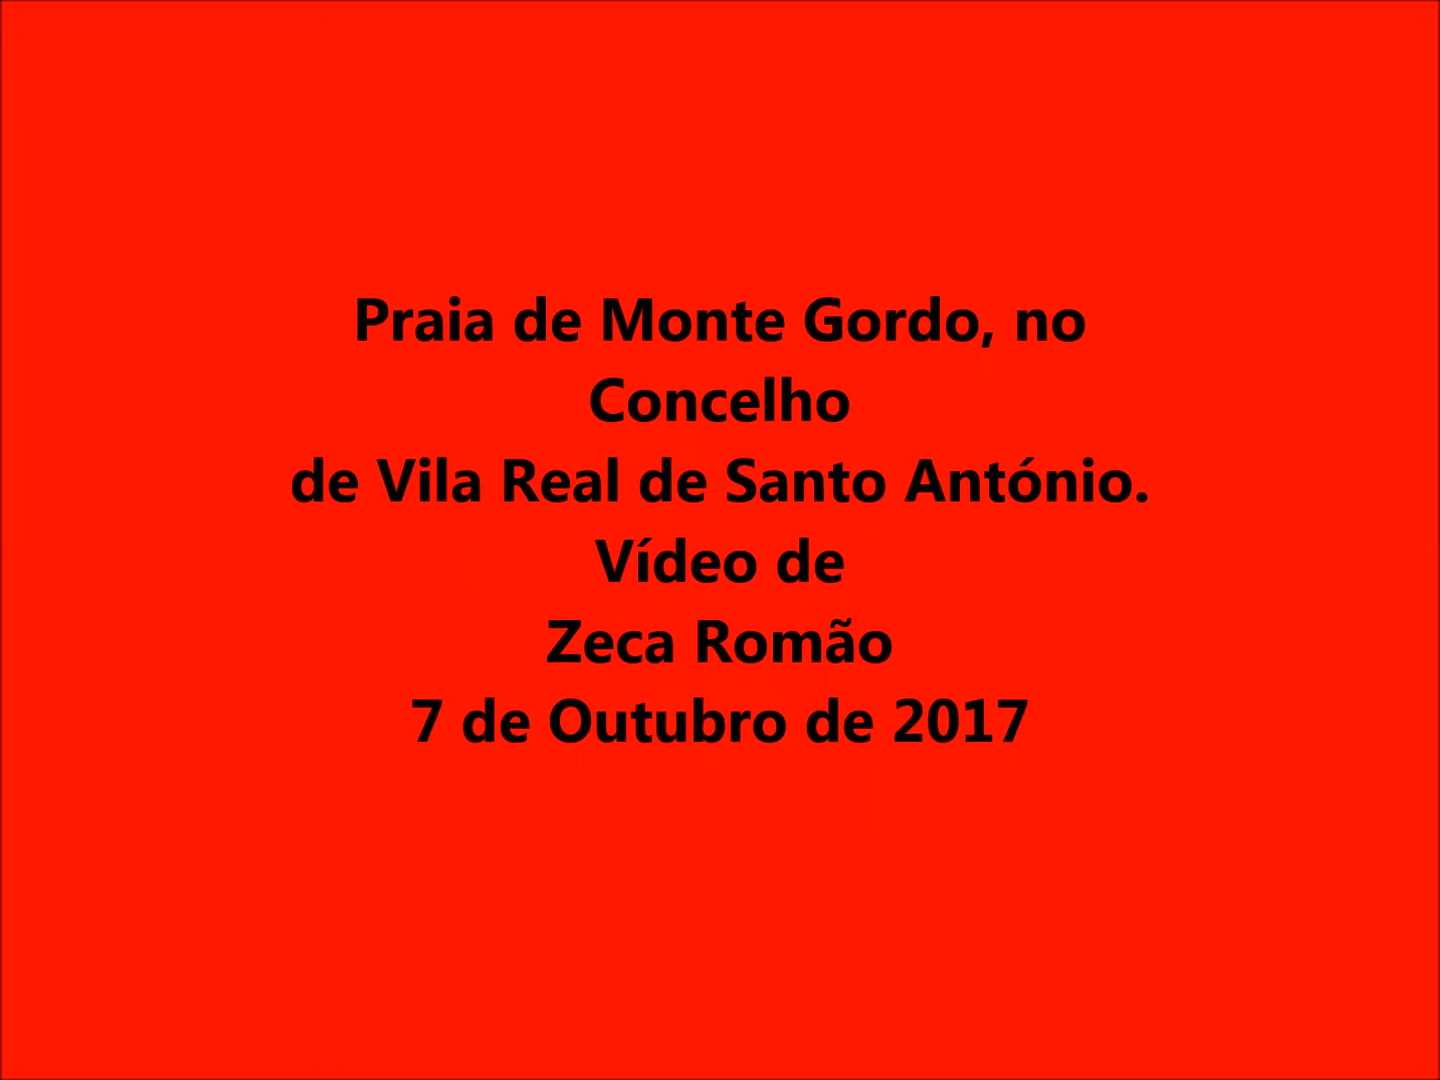 Praia de Monte Gordo, no
Concelho
de Vila Real de Santo António.
Vídeo de
Zeca Romão
7 de Outubro de 2017